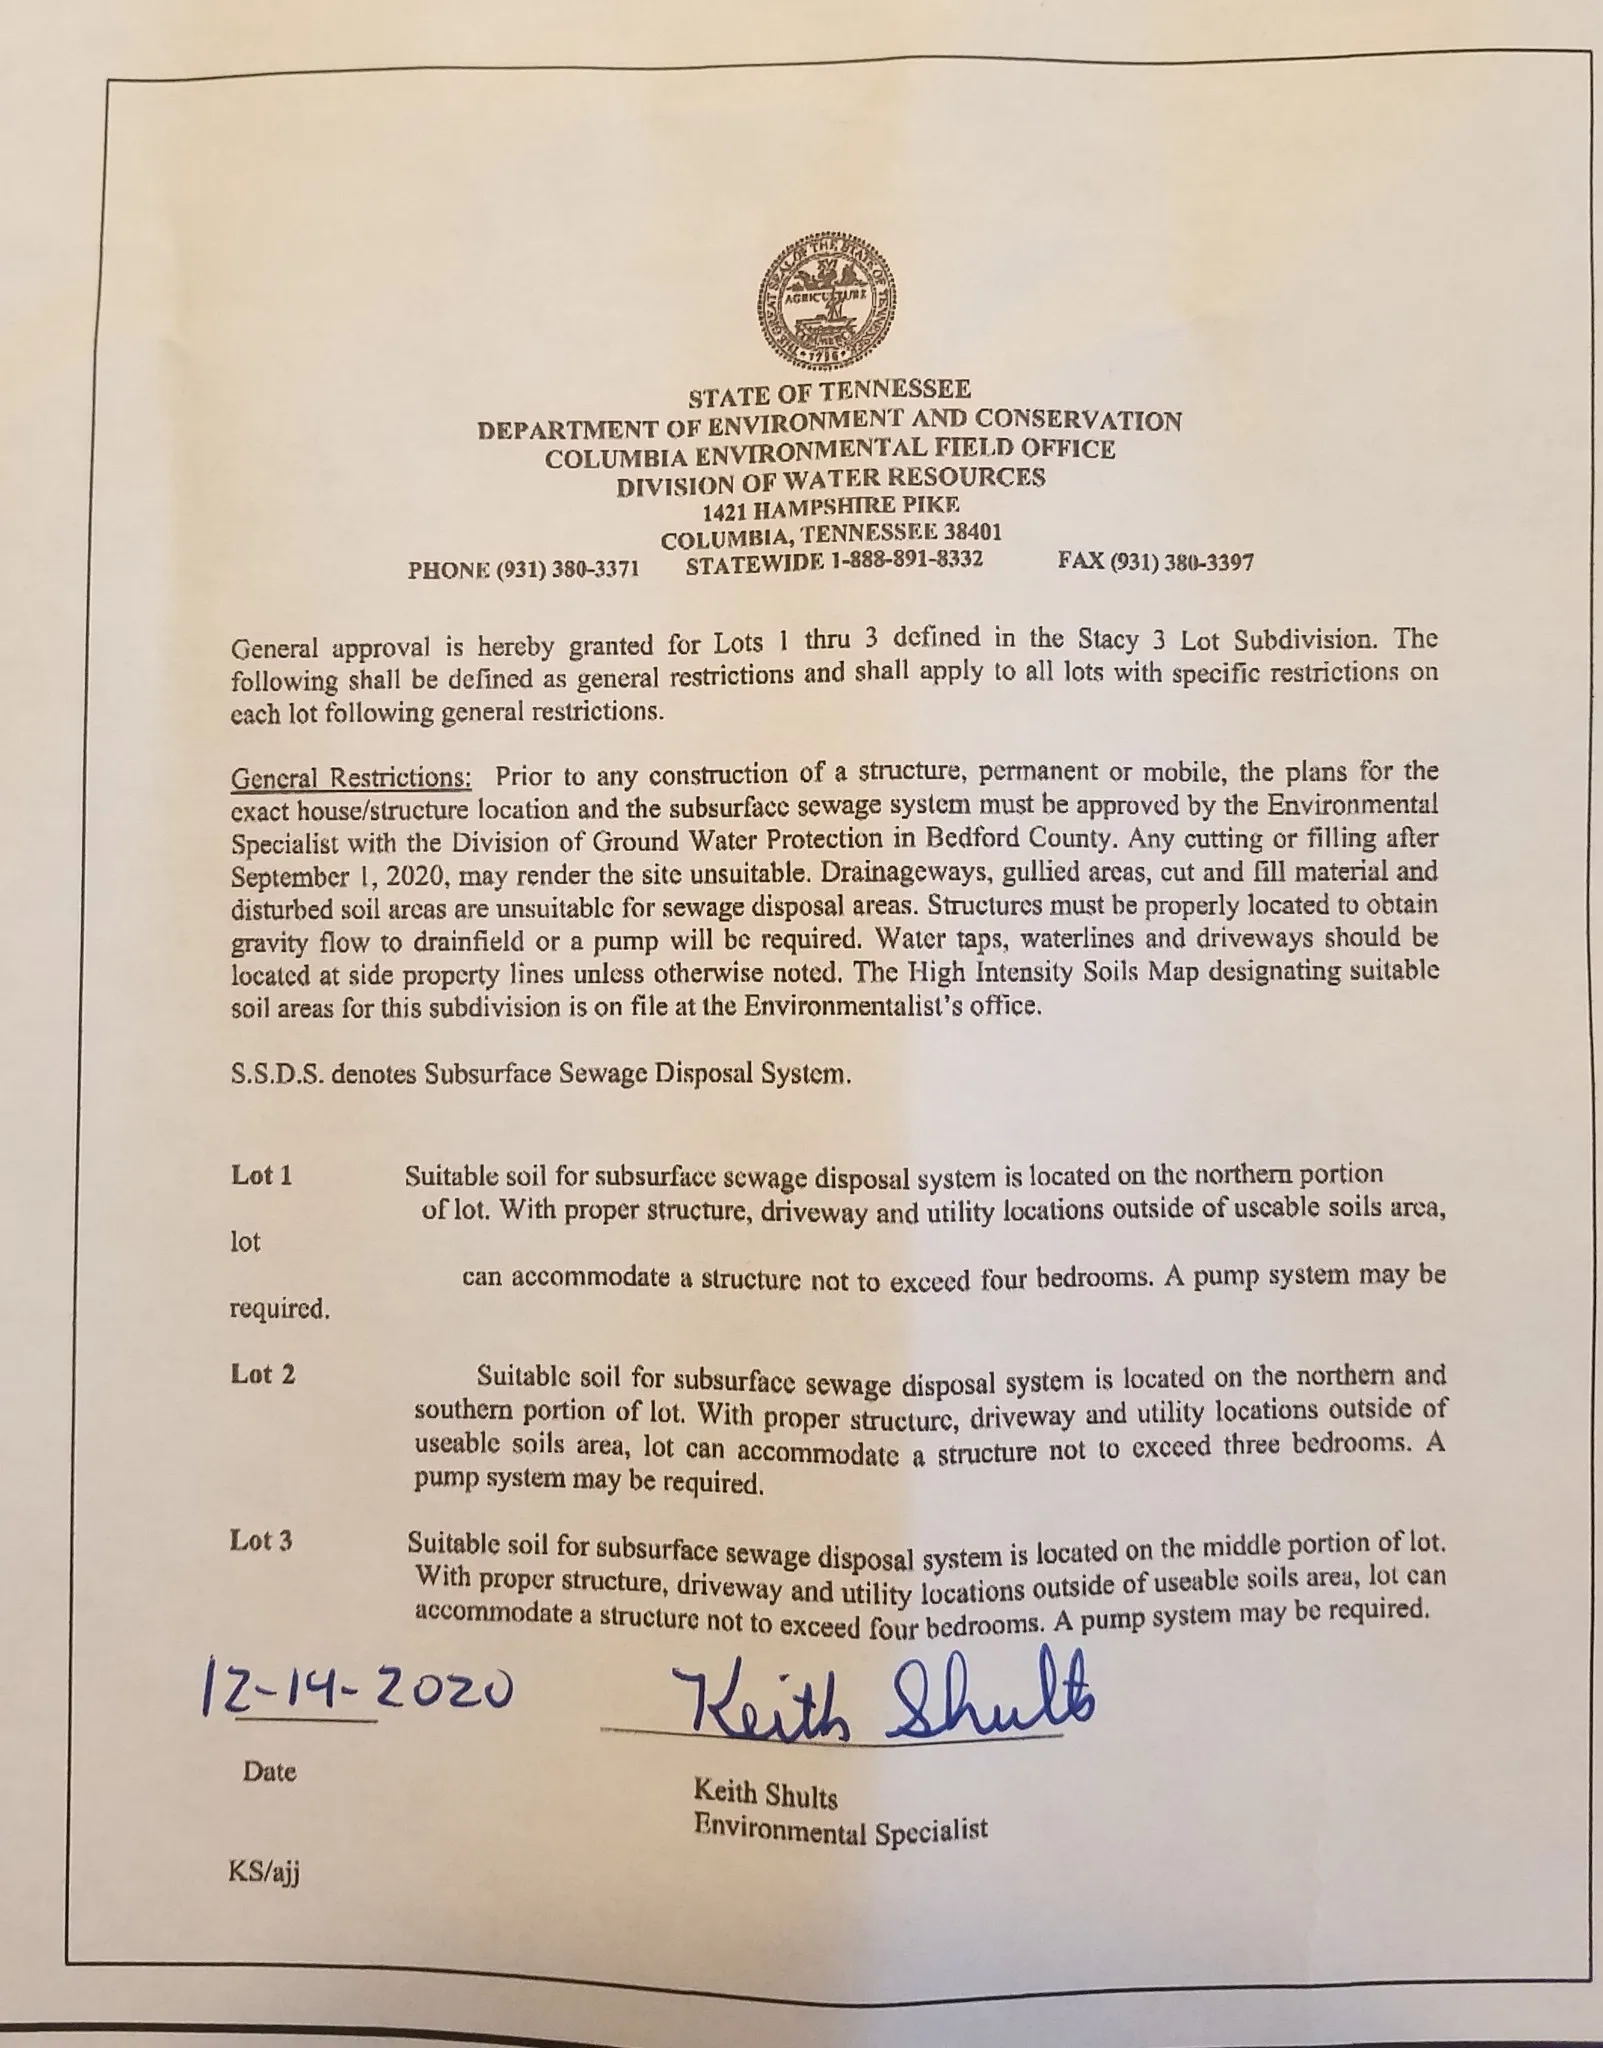 THE GREAT SEAL OF THE STATE OF TENNESSEE
XVI
AGRICULTURE
COMMERCE
1796
STATE OF TENNESSEE
DEPARTMENT OF ENVIRONMENT AND CONSERVATION
COLUMBIA ENVIRONMENTAL FIELD OFFICE
DIVISION OF WATER RESOURCES
1421 HAMPSHIRE PIKE
COLUMBIA, TENNESSEE 38401
PHONE (931) 380-3371 STATEWIDE 1-888-891-8332 FAX (931) 380-3397
General approval is hereby granted for Lots 1 thru 3 defined in the Stacy 3 Lot Subdivision. The
following shall be defined as general restrictions and shall apply to all lots with specific restrictions on
each lot following general restrictions.
General Restrictions: Prior to any construction of a structure, permanent or mobile, the plans for the
exact house/structure location and the subsurface sewage system must be approved by the Environmental
Specialist with the Division of Ground Water Protection in Bedford County. Any cutting or filling after
September 1, 2020, may render the site unsuitable. Drainageways, gullied areas, cut and fill material and
disturbed soil areas are unsuitable for sewage disposal areas. Structures must be properly located to obtain
gravity flow to drainfield or a pump will be required. Water taps, waterlines and driveways should be
located at side property lines unless otherwise noted. The High Intensity Soils Map designating suitable
soil areas for this subdivision is on file at the Environmentalist's office.
S.S.D.S. denotes Subsurface Sewage Disposal System.
Lot 1 Suitable soil for subsurface sewage disposal system is located on the northern portion
of lot. With proper structure, driveway and utility locations outside of useable soils area,
lot
can accommodate a structure not to exceed four bedrooms. A pump system may be
required.
Lot 2 Suitable soil for subsurface sewage disposal system is located on the northern and
southern portion of lot. With proper structure, driveway and utility locations outside of
useable soils area, lot can accommodate a structure not to exceed three bedrooms. A
pump system may be required.
Lot 3 Suitable soil for subsurface sewage disposal system is located on the middle portion of lot.
With proper structure, driveway and utility locations outside of useable soils area, lot can
accommodate a structure not to exceed four bedrooms. A pump system may be required.
12-14-2020 Keith Shults
Date
Keith Shults
Environmental Specialist
KS/ajj